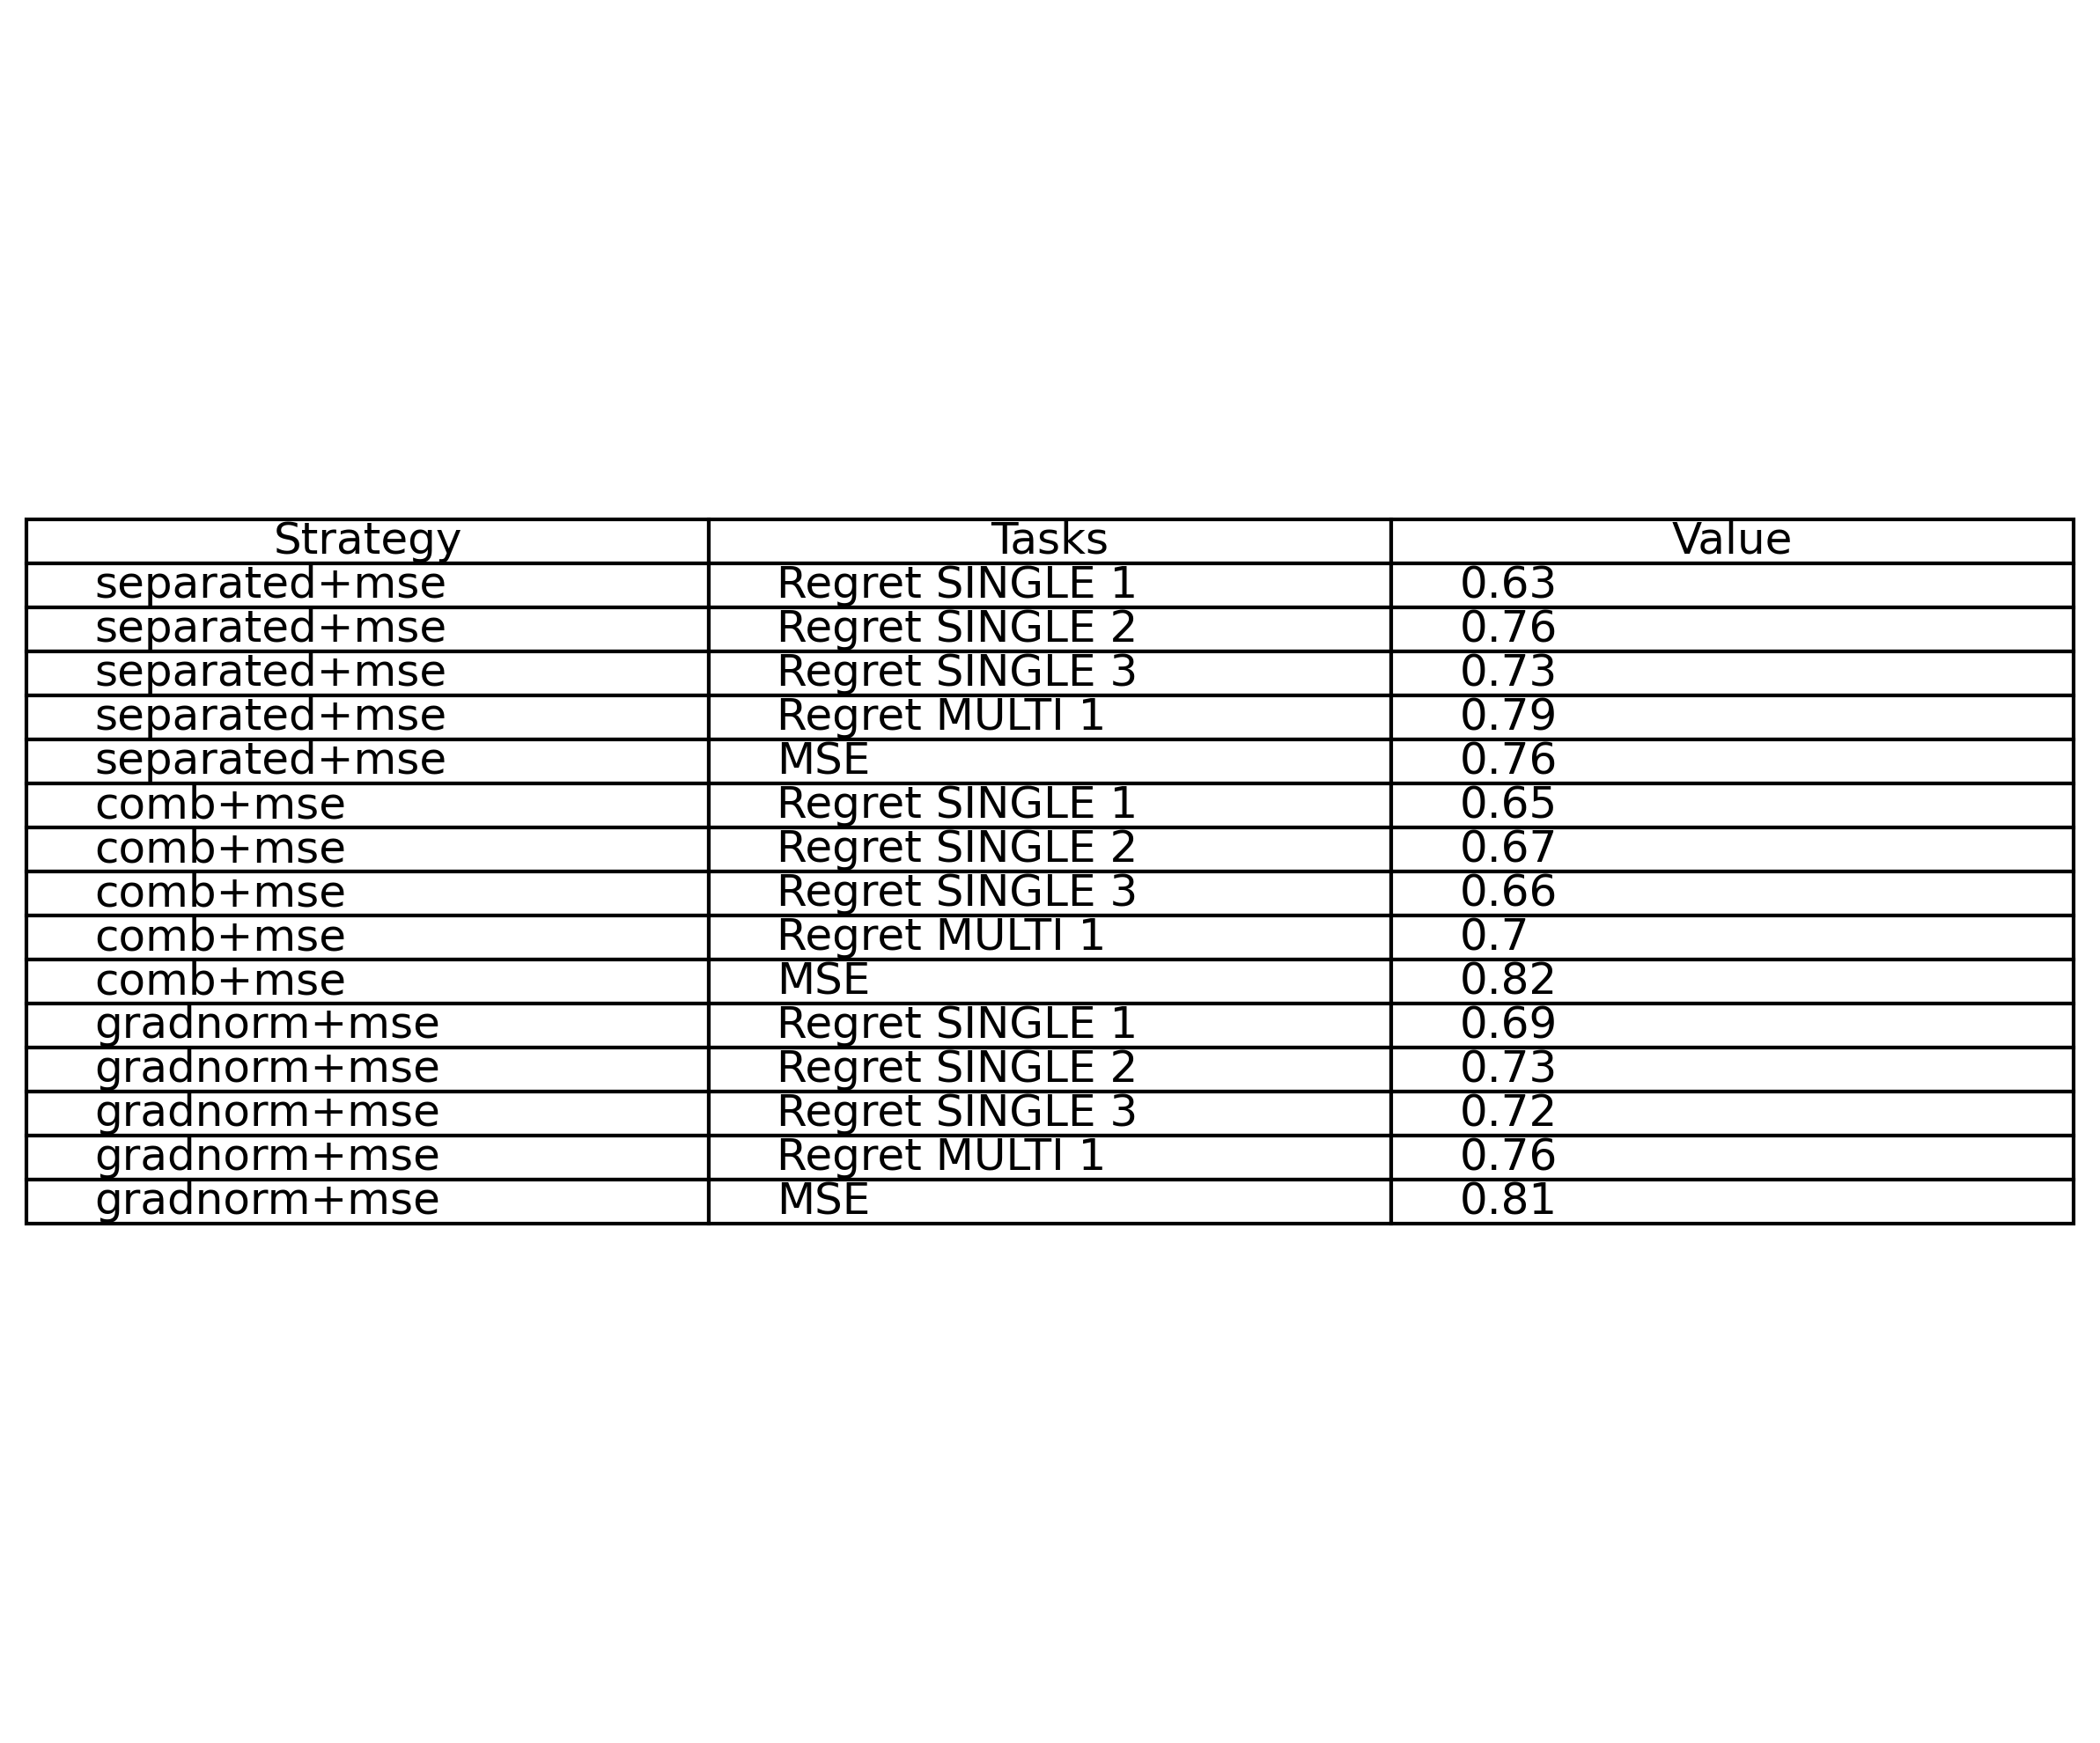 Strategy Tasks Value
separated+mse Regret SINGLE 1 0.63
separated+mse Regret SINGLE 2 0.76
separated+mse Regret SINGLE 3 0.73
separated+mse Regret MULTI 1 0.79
separated+mse MSE 0.76
comb+mse Regret SINGLE 1 0.65
comb+mse Regret SINGLE 2 0.67
comb+mse Regret SINGLE 3 0.66
comb+mse Regret MULTI 1 0.7
comb+mse MSE 0.82
gradnorm+mse Regret SINGLE 1 0.69
gradnorm+mse Regret SINGLE 2 0.73
gradnorm+mse Regret SINGLE 3 0.72
gradnorm+mse Regret MULTI 1 0.76
gradnorm+mse MSE 0.81